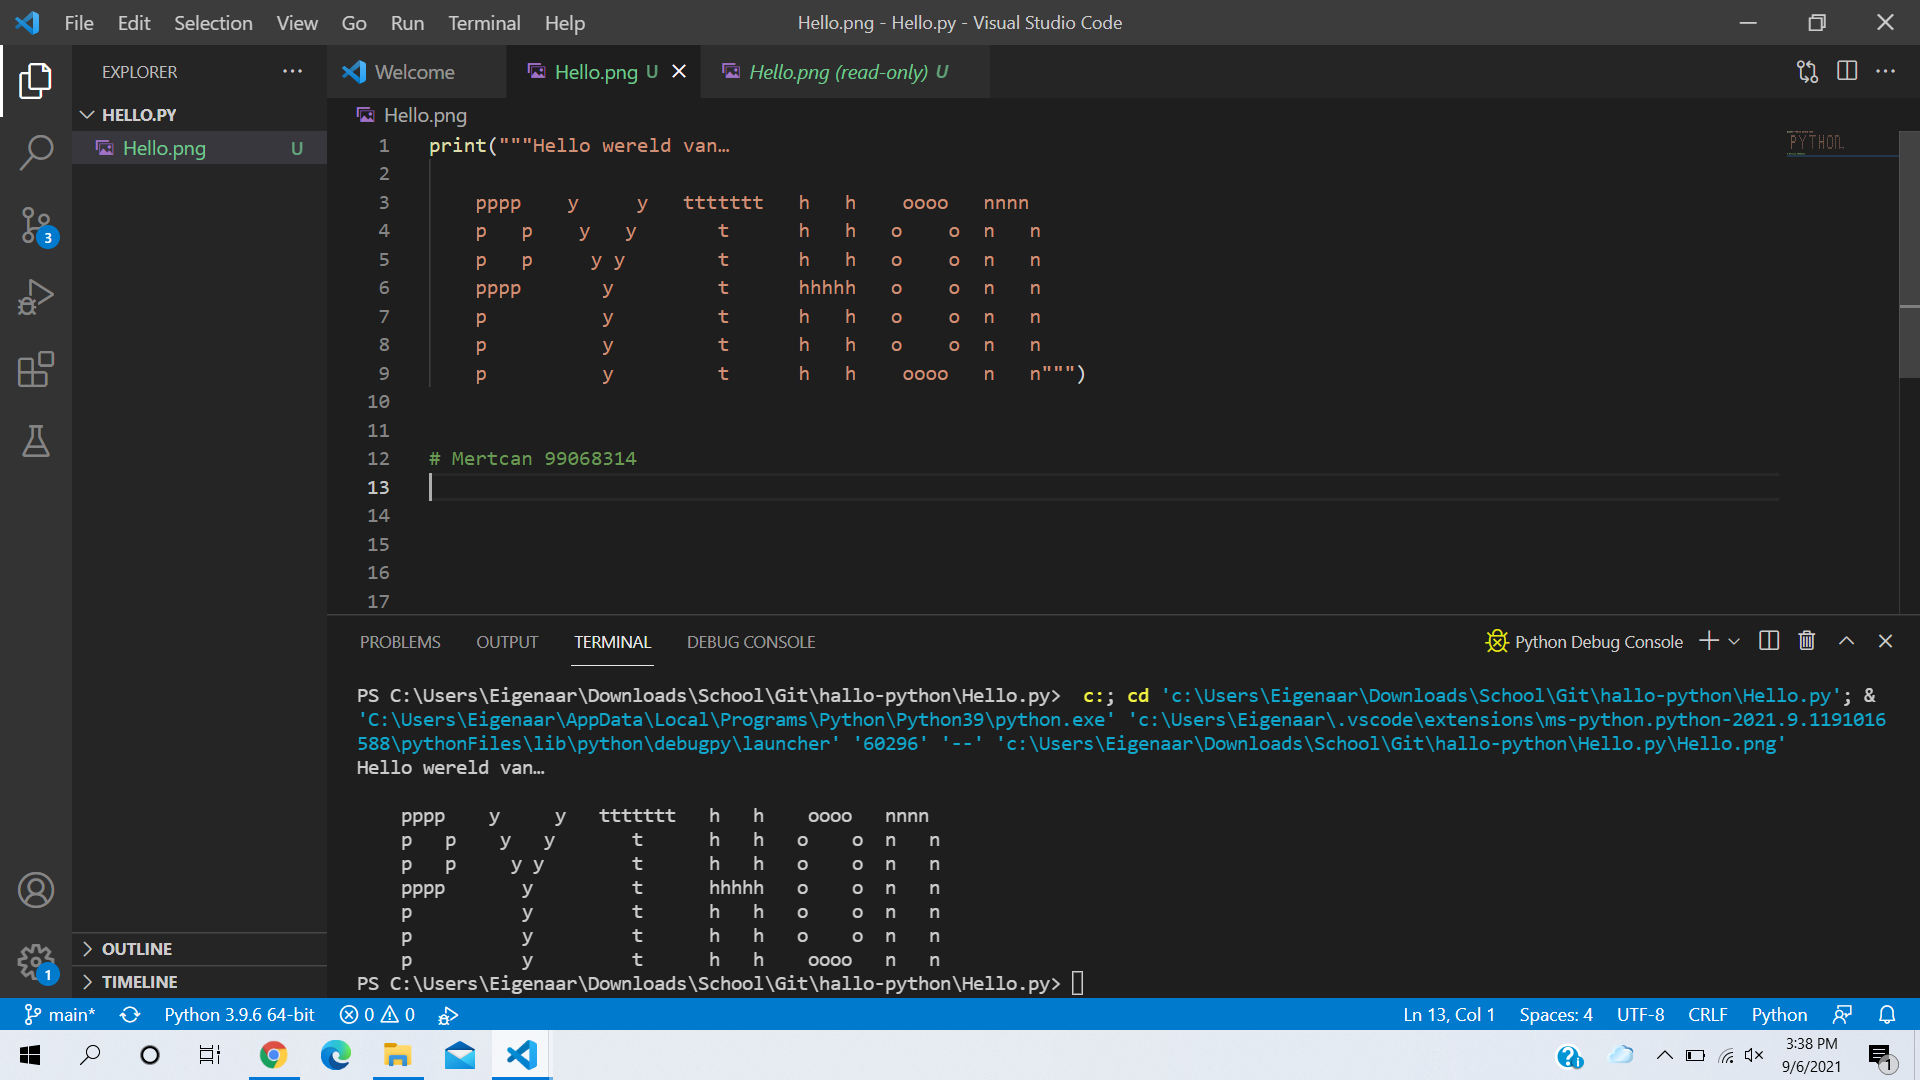 File Edit Selection View Go Run Terminal Help Hello.png - Hello.py - Visual Studio Code
EXPLORER Welcome Hello.png U Hello.png (read-only) U
HELLO.PY Hello.png
Hello.png U
1 print("""Hello wereld van…
2
3     pppp    y     y   ttttttt   h   h    oooo   nnnn
4     p   p    y   y       t      h   h   o    o  n   n
5     p   p     y y        t      h   h   o    o  n   n
6     pppp       y         t      hhhhh   o    o  n   n
7     p          y         t      h   h   o    o  n   n
8     p          y         t      h   h   o    o  n   n
9     p          y         t      h   h    oooo   n   n""")
10
11
12 # Mertcan 99068314
13
14
15
16
17
PROBLEMS OUTPUT TERMINAL DEBUG CONSOLE Python Debug Console
PS C:\Users\Eigenaar\Downloads\School\Git\hallo-python\Hello.py>  c:; cd 'c:\Users\Eigenaar\Downloads\School\Git\hallo-python\Hello.py'; &
'C:\Users\Eigenaar\AppData\Local\Programs\Python\Python39\python.exe' 'c:\Users\Eigenaar\.vscode\extensions\ms-python.python-2021.9.1191016
588\pythonFiles\lib\python\debugpy\launcher' '60296' '--' 'c:\Users\Eigenaar\Downloads\School\Git\hallo-python\Hello.py\Hello.png'
Hello wereld van…
    pppp    y     y   ttttttt   h   h    oooo   nnnn
    p   p    y   y       t      h   h   o    o  n   n
    p   p     y y        t      h   h   o    o  n   n
    pppp       y         t      hhhhh   o    o  n   n
    p          y         t      h   h   o    o  n   n
    p          y         t      h   h   o    o  n   n
    p          y         t      h   h    oooo   n   n
PS C:\Users\Eigenaar\Downloads\School\Git\hallo-python\Hello.py>
3
OUTLINE
TIMELINE
1
main* Python 3.9.6 64-bit 0 0 Ln 13, Col 1 Spaces: 4 UTF-8 CRLF Python
3:38 PM
9/6/2021
1